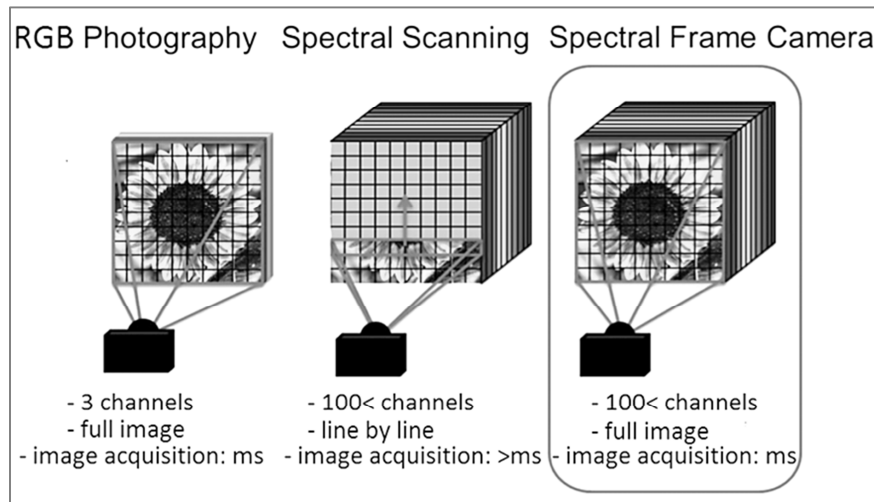 RGB Photography
- 3 channels
- full image
- image acquisition: ms
Spectral Scanning
- 100< channels
- line by line
- image acquisition: >ms
Spectral Frame Camera
- 100< channels
- full image
- image acquisition: ms